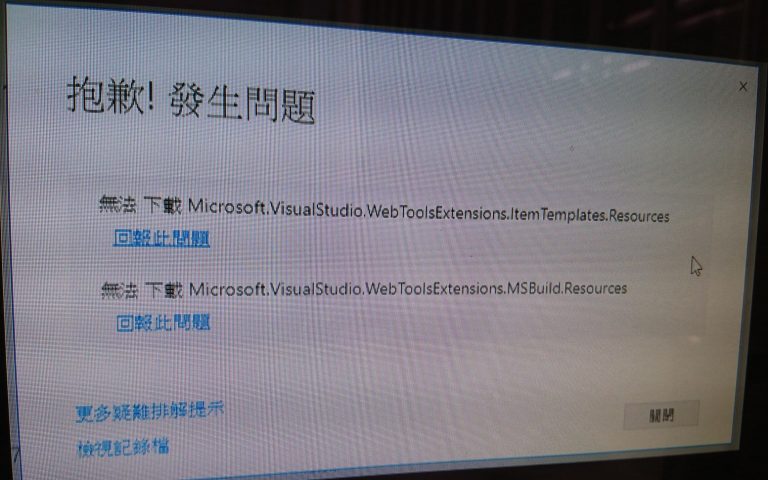 抱歉! 發生問題
無法 下載 Microsoft.VisualStudio.WebToolsExtensions.ItemTemplates.Resources
回報此問題
無法 下載 Microsoft.VisualStudio.WebToolsExtensions.MSBuild.Resources
回報此問題
更多疑難排解提示
檢視記錄檔
關閉